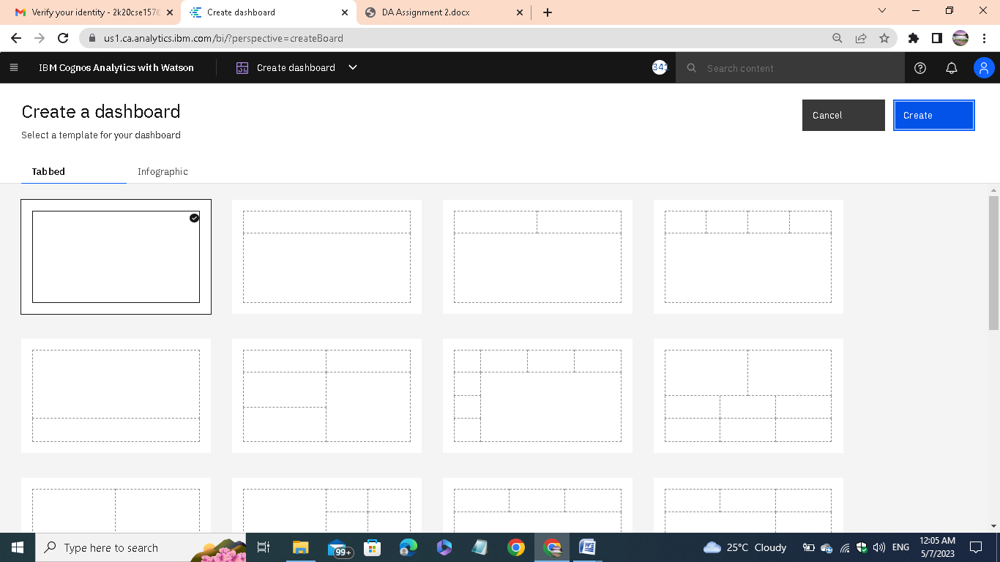 Verify your identity - 2k20cse157@
Create dashboard
DA Assignment 2.docx
us1.ca.analytics.ibm.com/bi/?perspective=createBoard
IBM Cognos Analytics with Watson
Create dashboard
341
Search content
Create a dashboard
Cancel
Create
Select a template for your dashboard
Tabbed
Infographic
Type here to search
99+
25°C Cloudy
ENG
12:05 AM
5/7/2023